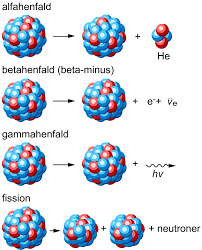 alfahenfald
+
He
betahenfald (beta-minus)
+ e⁻+ ν̅e
gammahenfald
+
hν
fission
+ + neutroner